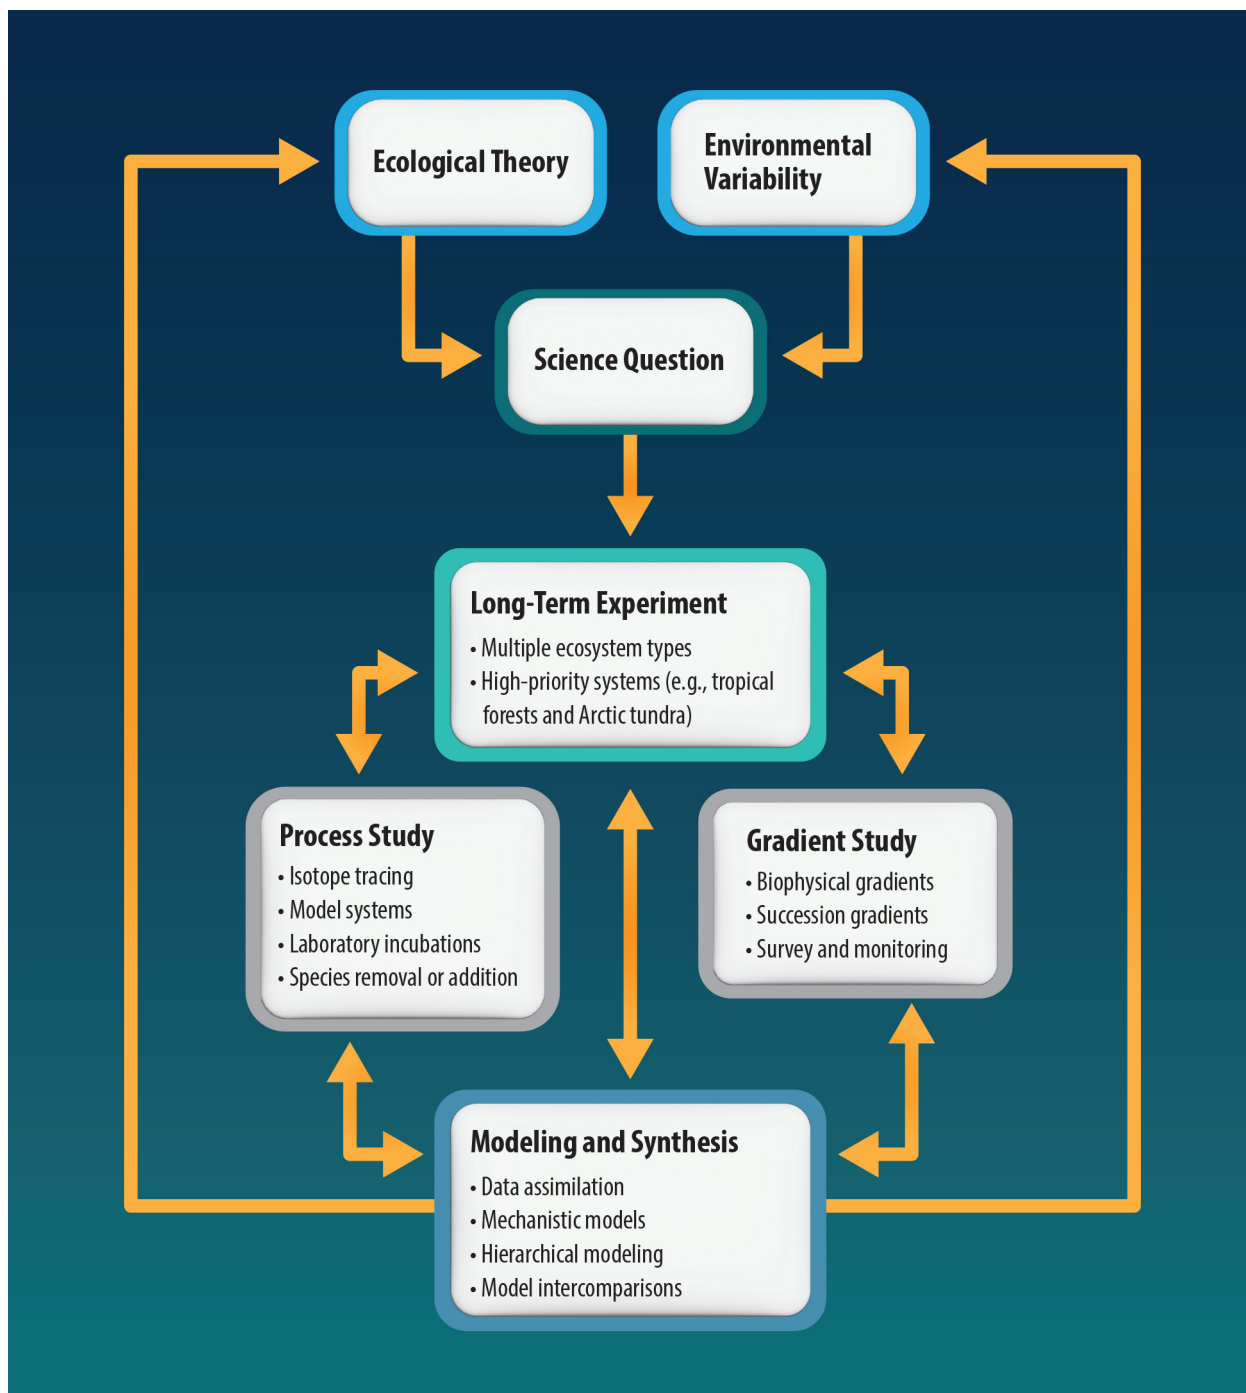 Ecological Theory
Environmental
Variability
Science Question
Long-Term Experiment
• Multiple ecosystem types
• High-priority systems (e.g., tropical
forests and Arctic tundra)
Process Study
• Isotope tracing
• Model systems
• Laboratory incubations
• Species removal or addition
Gradient Study
• Biophysical gradients
• Succession gradients
• Survey and monitoring
Modeling and Synthesis
• Data assimilation
• Mechanistic models
• Hierarchical modeling
• Model intercomparisons